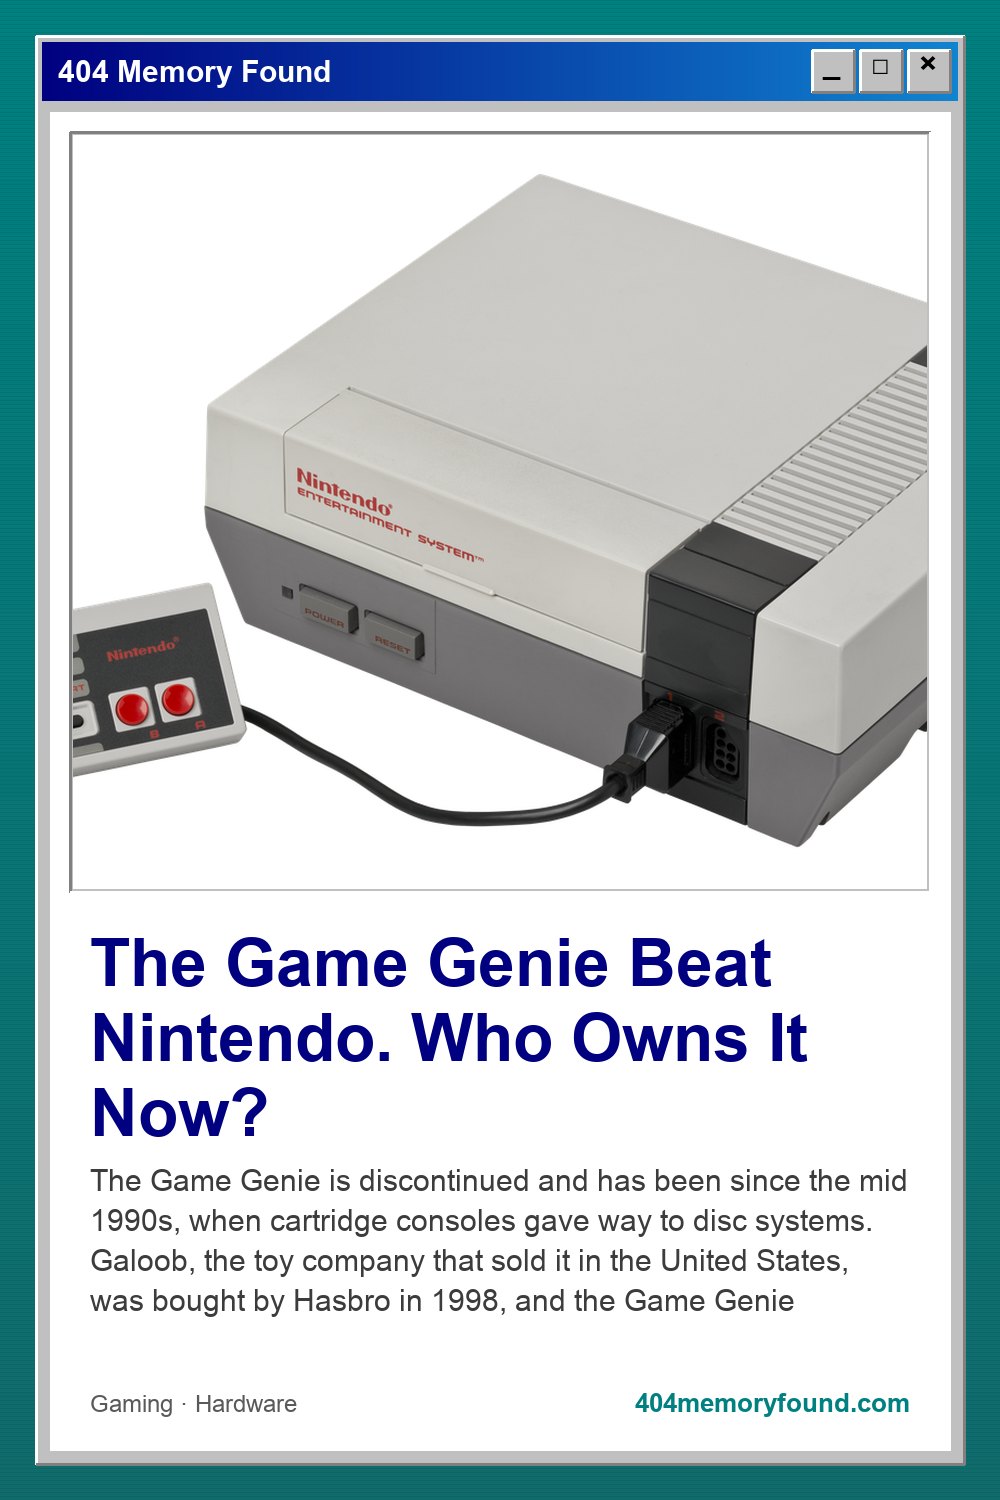 404 Memory Found
Nintendo®
ENTERTAINMENT SYSTEM™
POWER
RESET
Nintendo®
RT
B
A
1
2
The Game Genie Beat
Nintendo. Who Owns It
Now?
The Game Genie is discontinued and has been since the mid
1990s, when cartridge consoles gave way to disc systems.
Galoob, the toy company that sold it in the United States,
was bought by Hasbro in 1998, and the Game Genie
Gaming · Hardware
404memoryfound.com